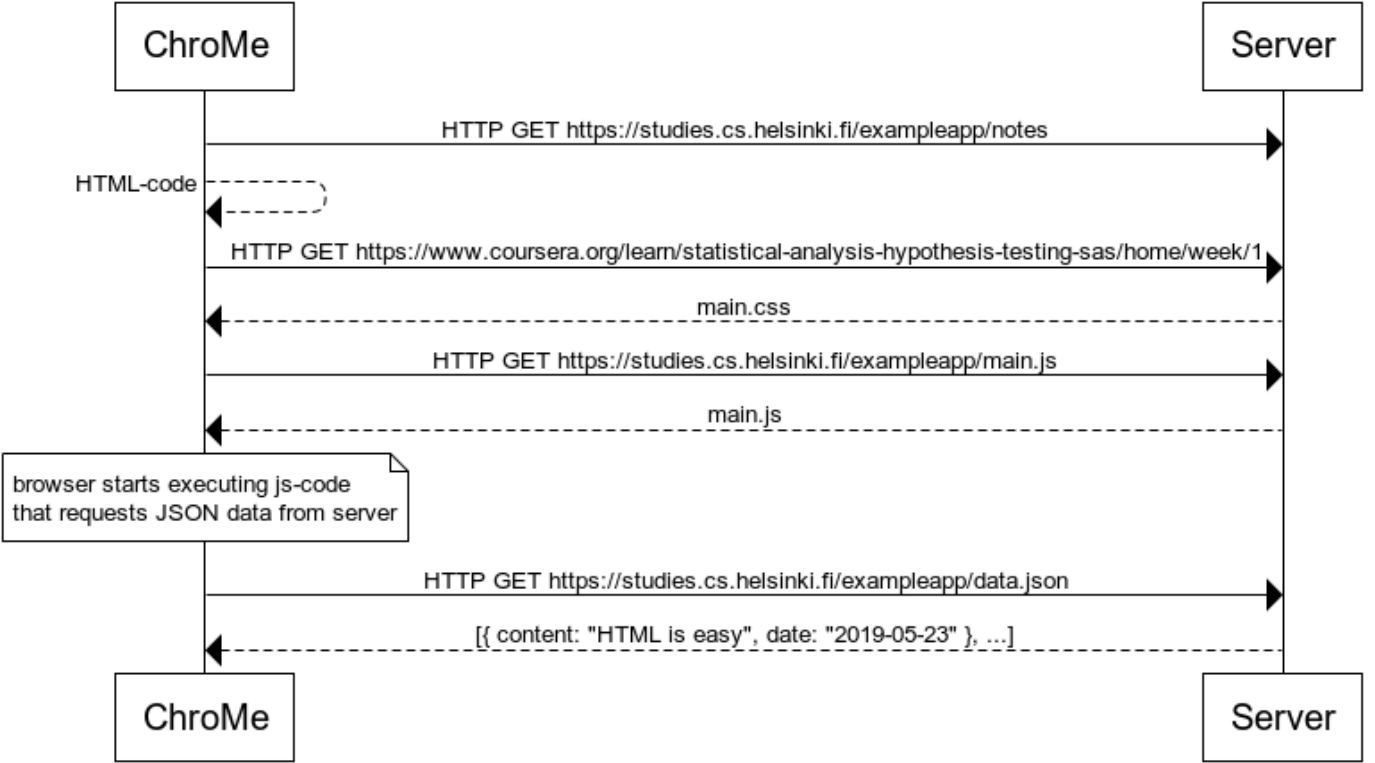 ChroMe
Server
HTTP GET https://studies.cs.helsinki.fi/exampleapp/notes
HTML-code
HTTP GET https://www.coursera.org/learn/statistical-analysis-hypothesis-testing-sas/home/week/1
main.css
HTTP GET https://studies.cs.helsinki.fi/exampleapp/main.js
main.js
browser starts executing js-code
that requests JSON data from server
HTTP GET https://studies.cs.helsinki.fi/exampleapp/data.json
[{ content: "HTML is easy", date: "2019-05-23" }, ...]
ChroMe
Server